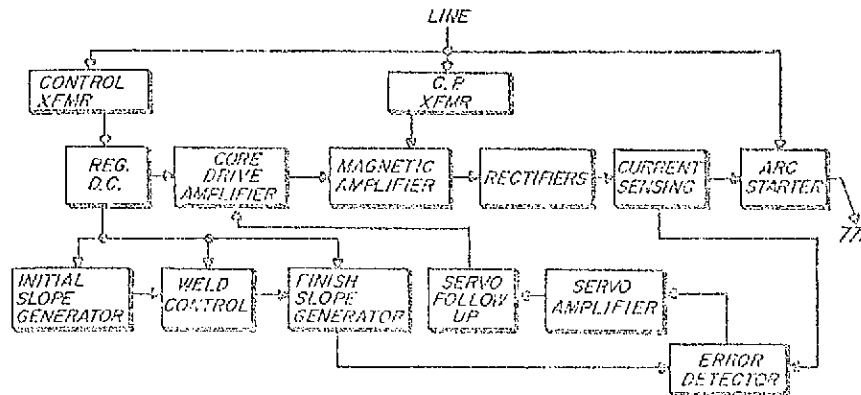 LINE
CONTROL
XFMR
C.P.
XFMR
REG.
D.C.
CORE
DRIVE
AMPLIFIER
MAGNETIC
AMPLIFIER
RECTIFIERS
CURRENT
SENSING
ARC
STARTER
INITIAL
SLOPE
GENERATOR
WELD
CONTROL
FINISH
SLOPE
GENERATOR
SERVO
FOLLOW
UP
SERVO
AMPLIFIER
ERROR
DETECTOR